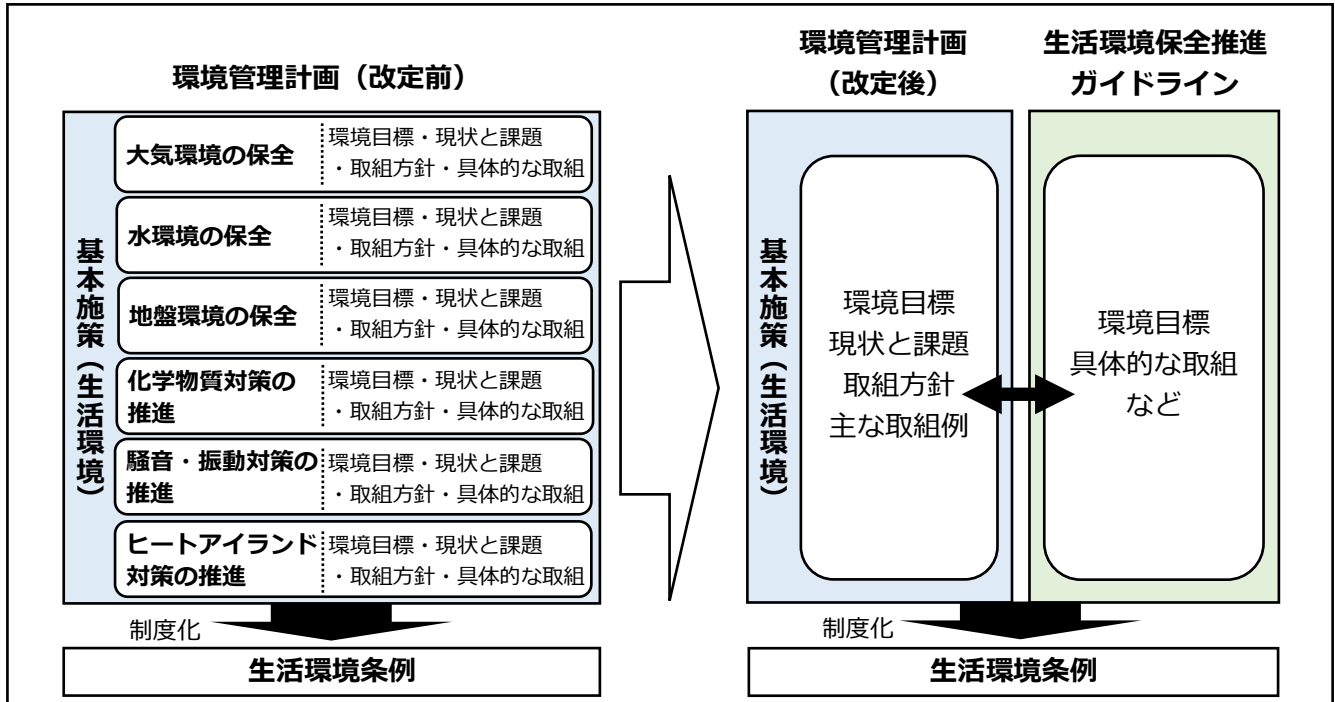 環境管理計画（改定前）
基本施策（生活環境）
大気環境の保全
環境目標・現状と課題
・取組方針・具体的な取組
水環境の保全
環境目標・現状と課題
・取組方針・具体的な取組
地盤環境の保全
環境目標・現状と課題
・取組方針・具体的な取組
化学物質対策の
推進
環境目標・現状と課題
・取組方針・具体的な取組
騒音・振動対策の
推進
環境目標・現状と課題
・取組方針・具体的な取組
ヒートアイランド
対策の推進
環境目標・現状と課題
・取組方針・具体的な取組
制度化
生活環境条例
環境管理計画
（改定後）
基本施策（生活環境）
環境目標
現状と課題
取組方針
主な取組例
生活環境保全推進
ガイドライン
環境目標
具体的な取組
など
制度化
生活環境条例